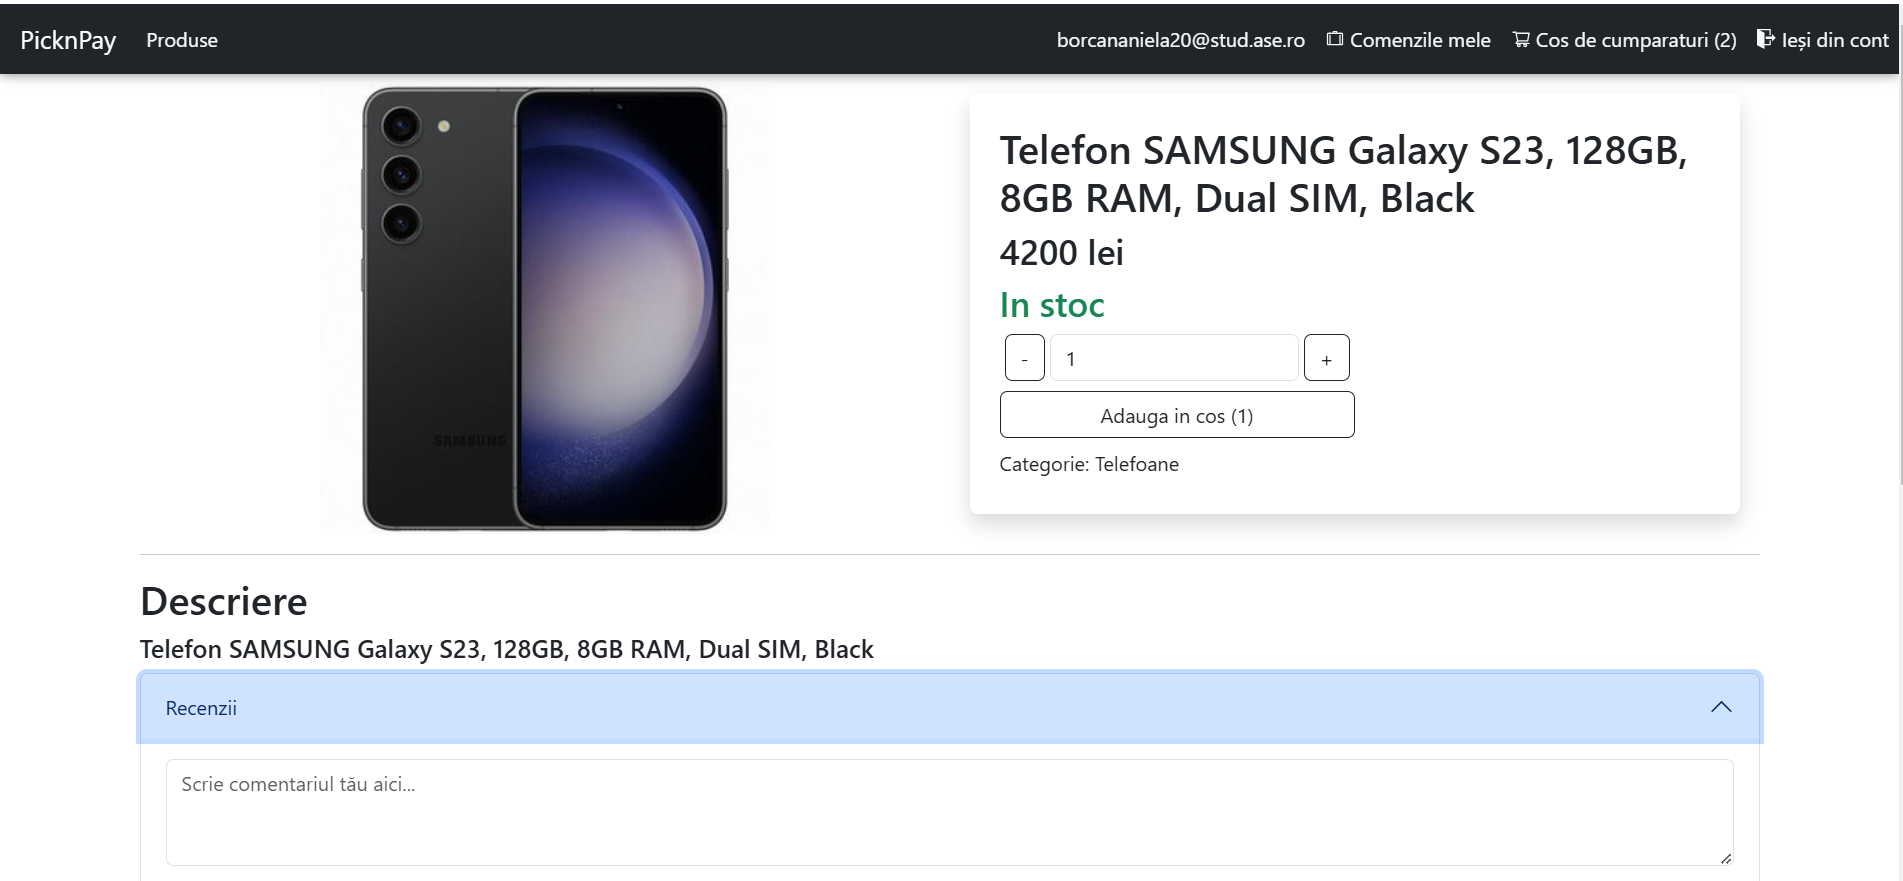 PicknPay Produse borcananiela20@stud.ase.ro Comenzile mele Cos de cumparaturi (2) Ieși din cont
SAMSUNG
Telefon SAMSUNG Galaxy S23, 128GB,
8GB RAM, Dual SIM, Black
4200 lei
In stoc
- 1 +
Adauga in cos (1)
Categorie: Telefoane
Descriere
Telefon SAMSUNG Galaxy S23, 128GB, 8GB RAM, Dual SIM, Black
Recenzii
Scrie comentariul tău aici...